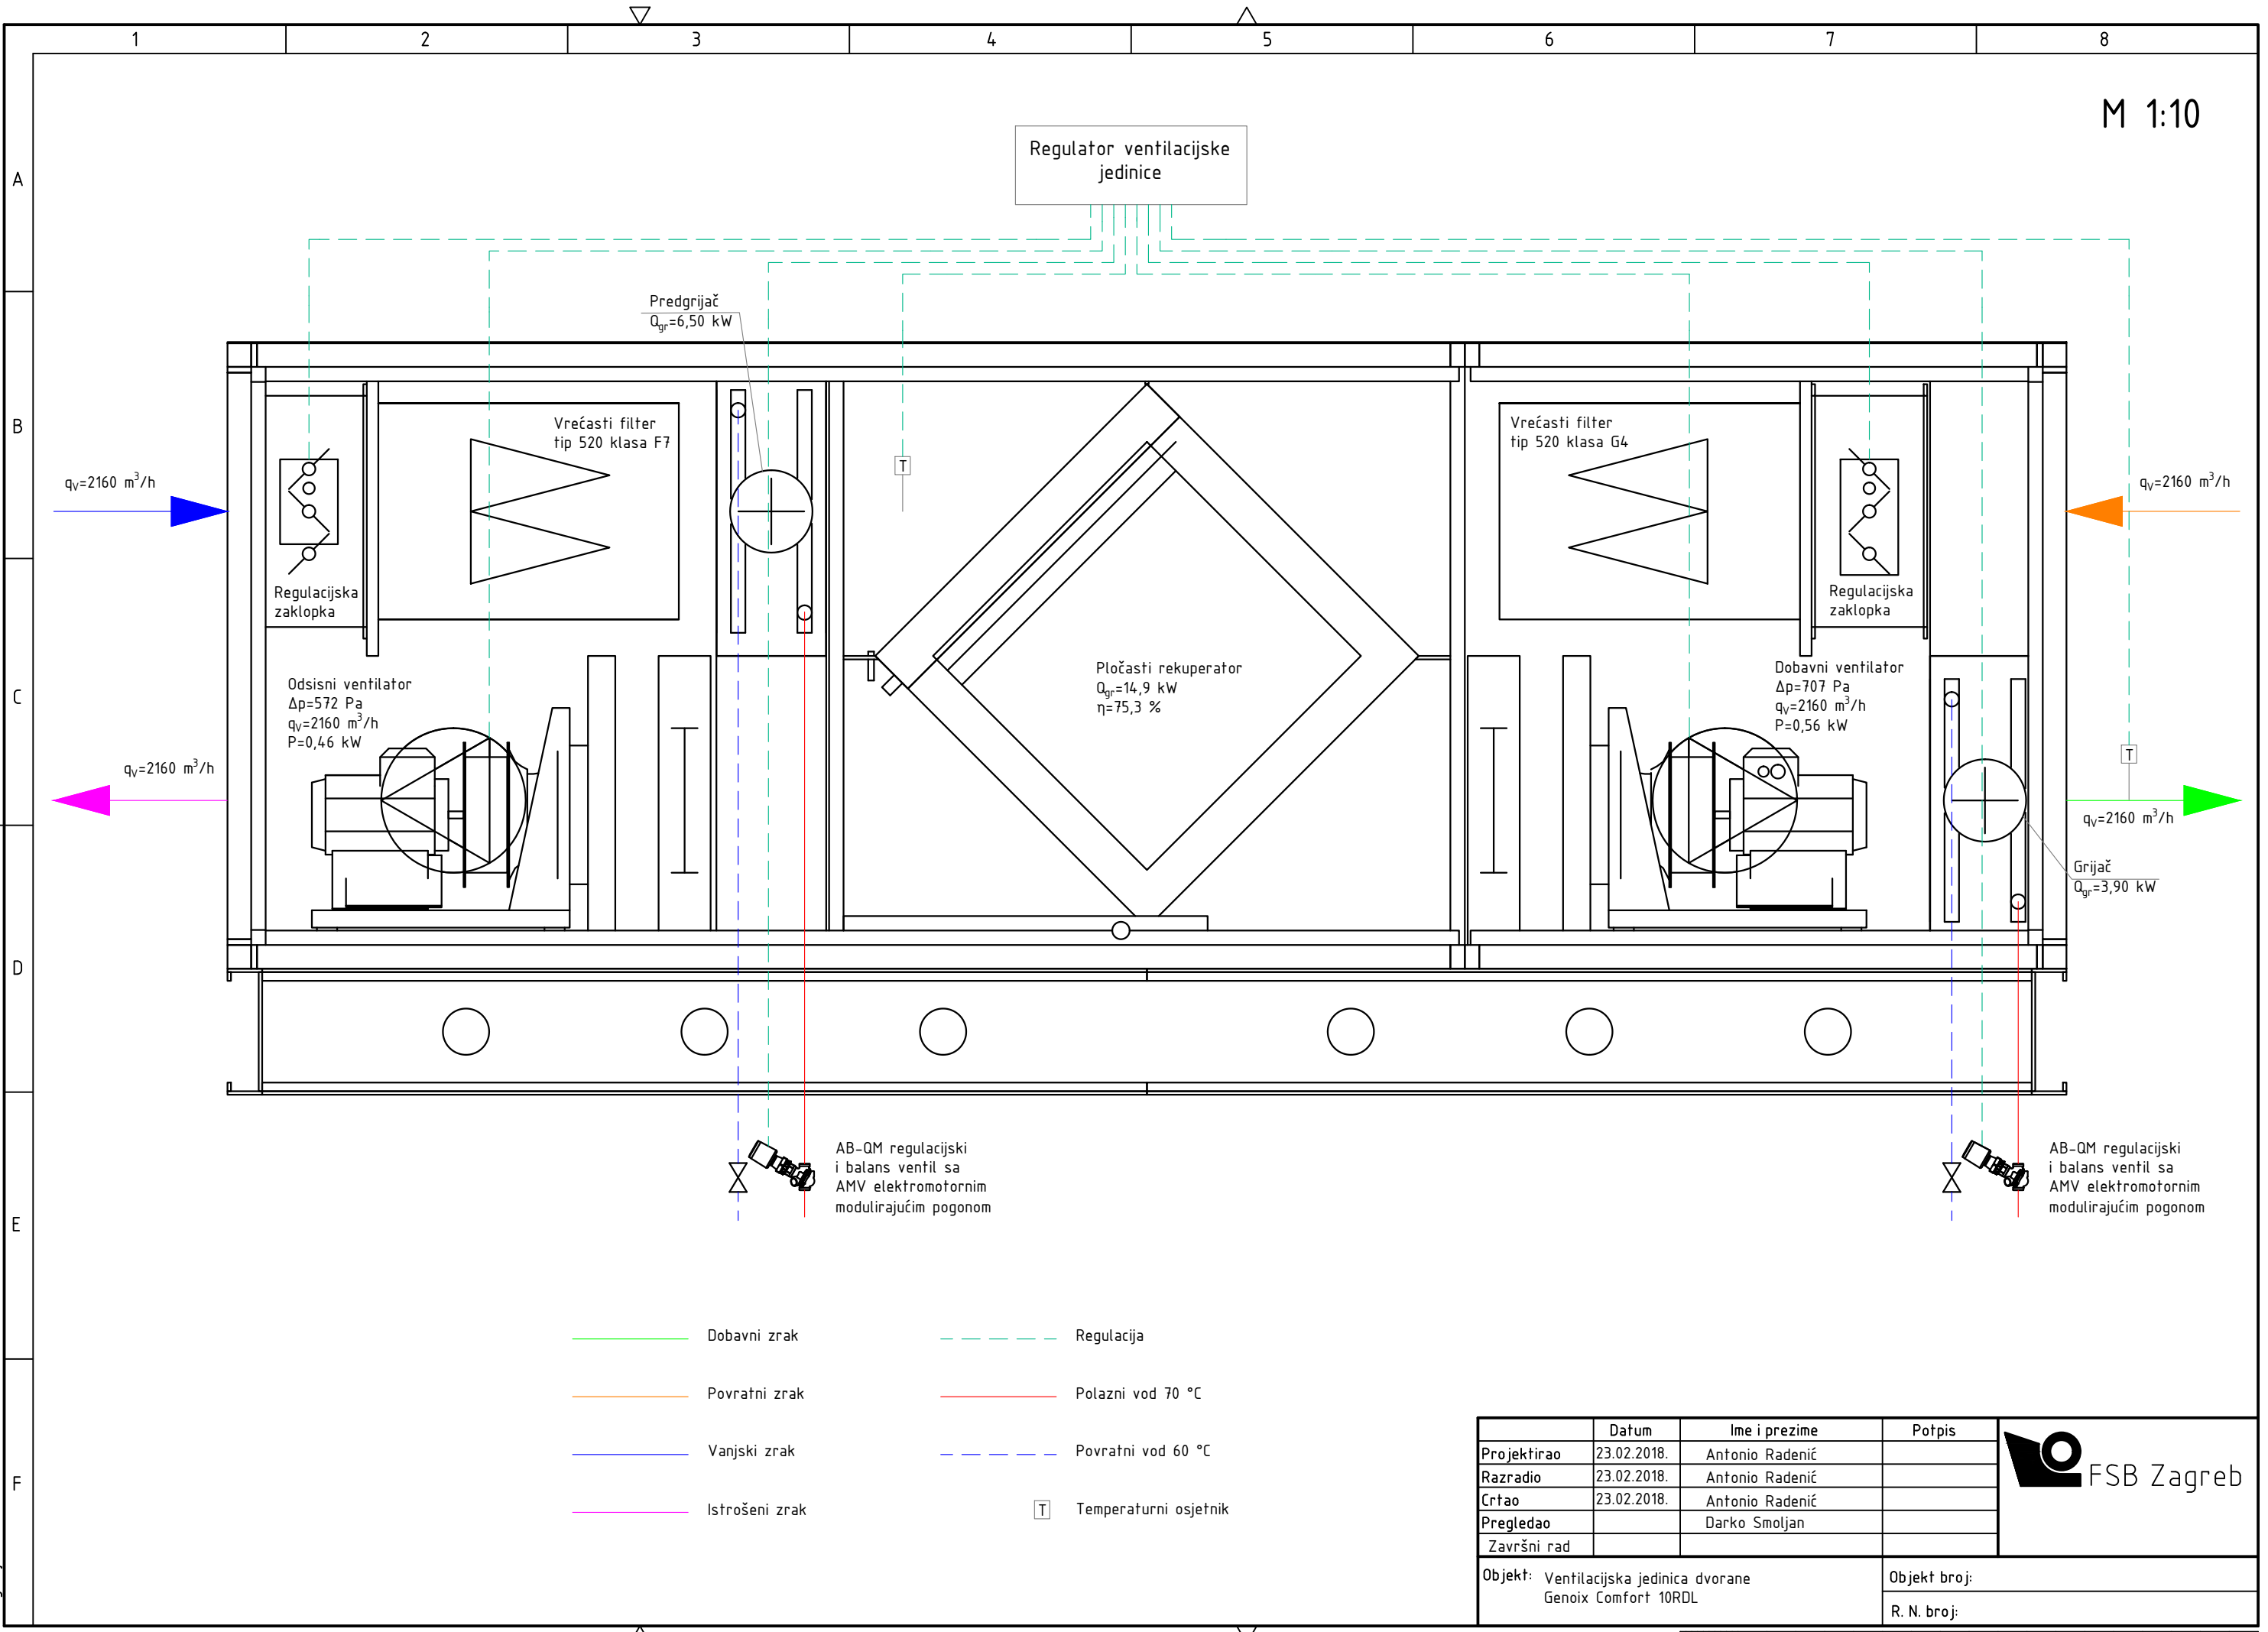 1 2 3 4 5 6 7 8
M 1:10
A
B
C
D
E
F
Regulator ventilacijske
jedinice
Predgrijač
Qgr=6,50 kW
Vrećasti filter
tip 520 klasa F7
Vrećasti filter
tip 520 klasa G4
T
qV=2160 m³/h
qV=2160 m³/h
Regulacijska
zaklopka
Regulacijska
zaklopka
Odsisni ventilator
Δp=572 Pa
qV=2160 m³/h
P=0,46 kW
Pločasti rekuperator
Qgr=14,9 kW
η=75,3 %
Dobavni ventilator
Δp=707 Pa
qV=2160 m³/h
P=0,56 kW
T
qV=2160 m³/h
qV=2160 m³/h
Grijač
Qgr=3,90 kW
AB-QM regulacijski
i balans ventil sa
AMV elektromotornim
modulirajućim pogonom
AB-QM regulacijski
i balans ventil sa
AMV elektromotornim
modulirajućim pogonom
Dobavni zrak
Povratni zrak
Vanjski zrak
Istrošeni zrak
Regulacija
Polazni vod 70 °C
Povratni vod 60 °C
T Temperaturni osjetnik
Datum Ime i prezime Potpis
Projektirao 23.02.2018. Antonio Radenić
Razradio 23.02.2018. Antonio Radenić
Crtao 23.02.2018. Antonio Radenić
Pregledao Darko Smoljan
Završni rad
FSB Zagreb
Objekt: Ventilacijska jedinica dvorane
Genoix Comfort 10RDL
Objekt broj:
R. N. broj: